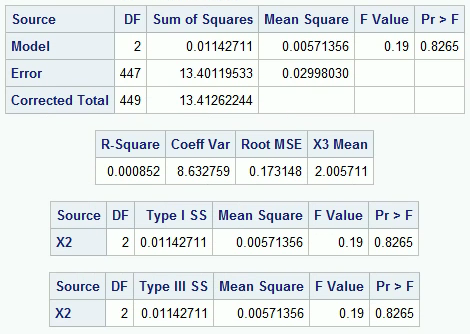 Source DF Sum of Squares Mean Square F Value Pr > F
Model 2 0.01142711 0.00571356 0.19 0.8265
Error 447 13.40119533 0.02998030
Corrected Total 449 13.41262244
R-Square Coeff Var Root MSE X3 Mean
0.000852 8.632759 0.173148 2.005711
Source DF Type I SS Mean Square F Value Pr > F
X2 2 0.01142711 0.00571356 0.19 0.8265
Source DF Type III SS Mean Square F Value Pr > F
X2 2 0.01142711 0.00571356 0.19 0.8265